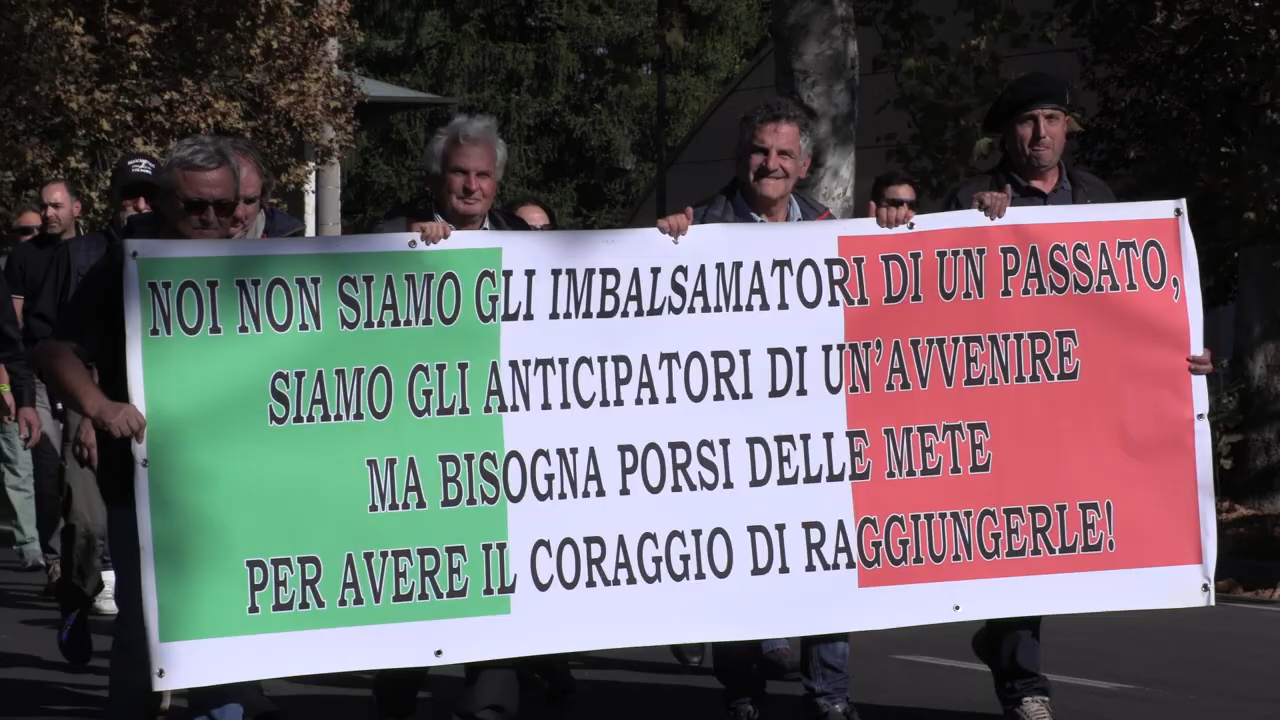 NOI NON SIAMO GLI IMBALSAMATORI DI UN PASSATO,
SIAMO GLI ANTICIPATORI DI UN'AVVENIRE
MA BISOGNA PORSI DELLE METE
PER AVERE IL CORAGGIO DI RAGGIUNGERLE!